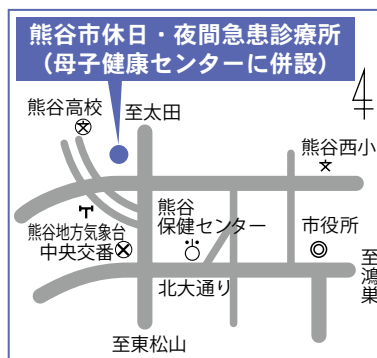 熊谷市休日・夜間急患診療所
（母子健康センターに併設）
熊谷高校
至太田
熊谷西小
熊谷
保健センター
市役所
熊谷地方気象台
中央交番
北大通り
至鴻巣
至東松山